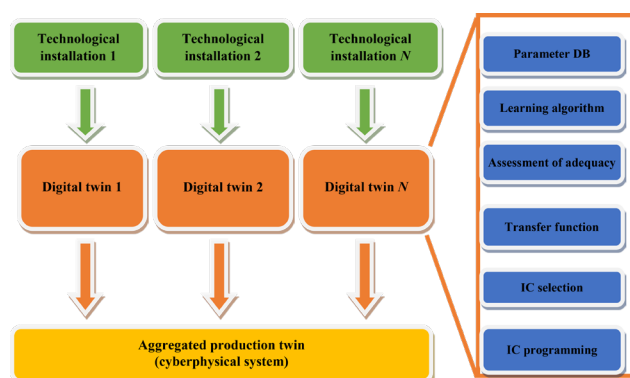 Technological
installation 1
Technological
installation 2
Technological
installation N
Digital twin 1
Digital twin 2
Digital twin N
Aggregated production twin
(cyberphysical system)
Parameter DB
Learning algorithm
Assessment of adequacy
Transfer function
IC selection
IC programming